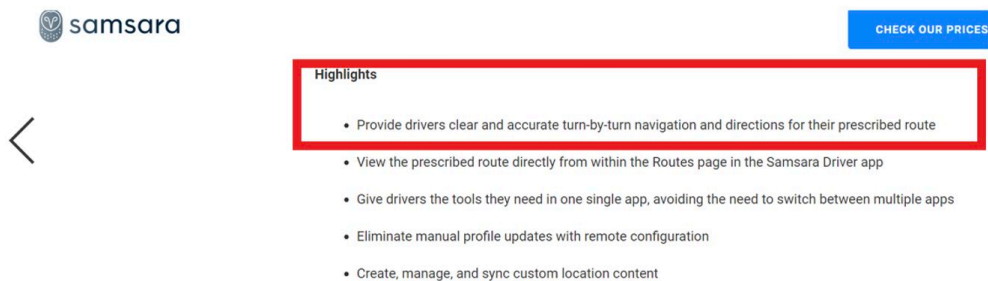 samsara
CHECK OUR PRICES
Highlights
• Provide drivers clear and accurate turn-by-turn navigation and directions for their prescribed route
• View the prescribed route directly from within the Routes page in the Samsara Driver app
• Give drivers the tools they need in one single app, avoiding the need to switch between multiple apps
• Eliminate manual profile updates with remote configuration
• Create, manage, and sync custom location content